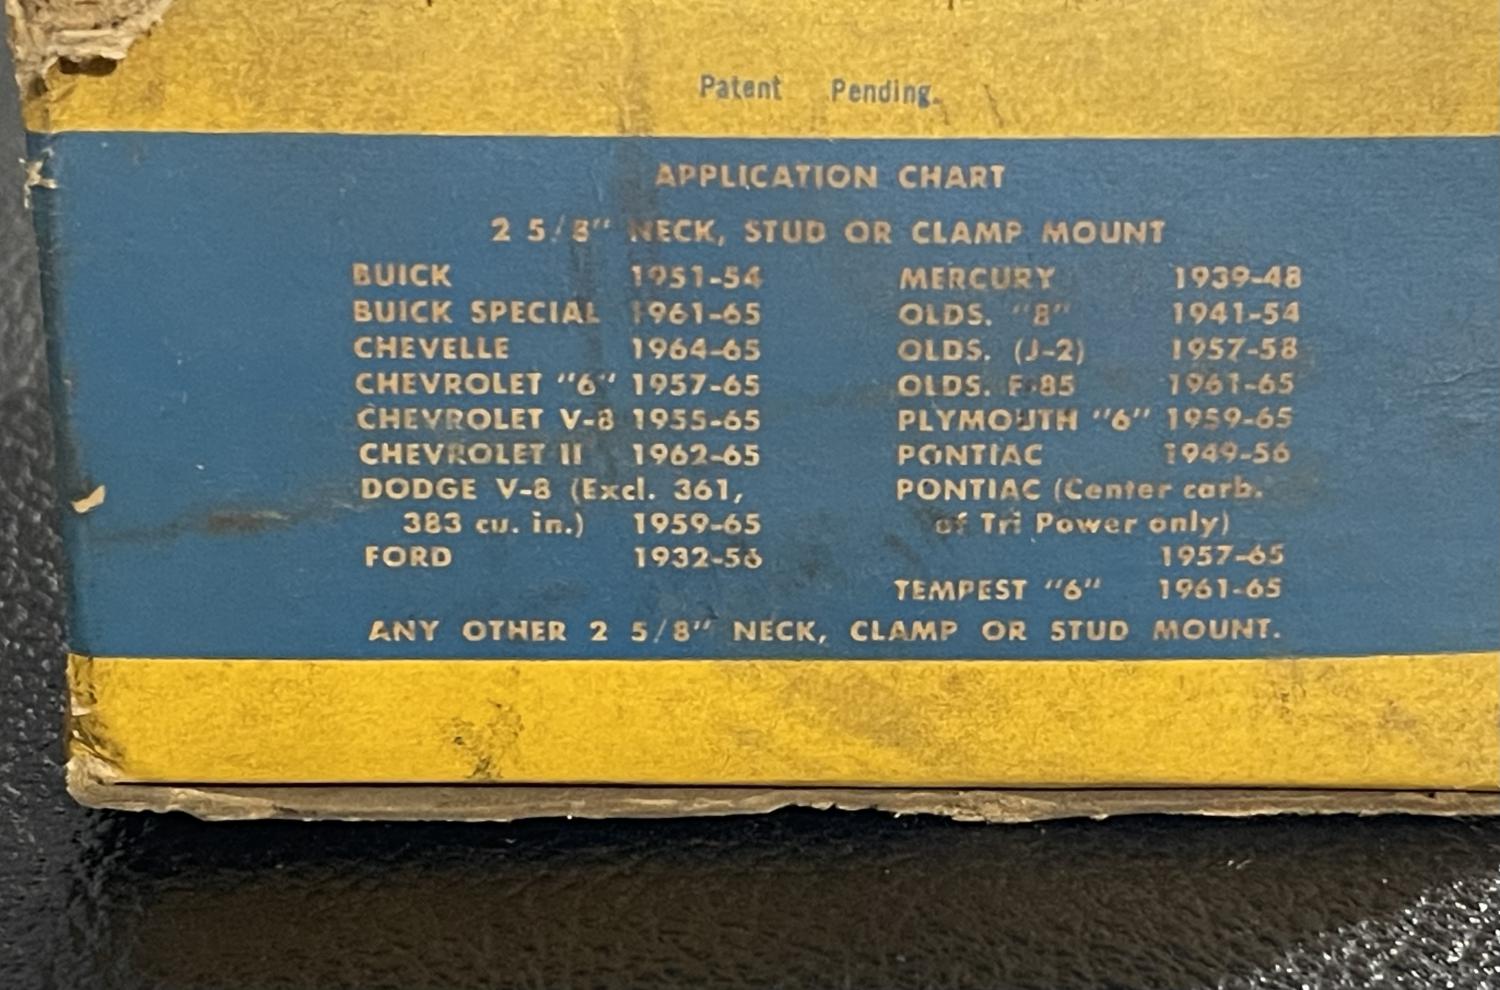 Patent Pending.
APPLICATION CHART
2 5/8" NECK, STUD OR CLAMP MOUNT
BUICK 1951-54
BUICK SPECIAL 1961-65
CHEVELLE 1964-65
CHEVROLET "6" 1957-65
CHEVROLET V-8 1955-65
CHEVROLET II 1962-65
DODGE V-8 (Excl. 361,
383 cu. in.) 1959-65
FORD 1932-56
MERCURY 1939-48
OLDS. "8" 1941-54
OLDS. (J-2) 1957-58
OLDS. F-85 1961-65
PLYMOUTH "6" 1959-65
PONTIAC 1949-56
PONTIAC (Center carb.
of Tri Power only)
1957-65
TEMPEST "6" 1961-65
ANY OTHER 2 5/8" NECK, CLAMP OR STUD MOUNT.